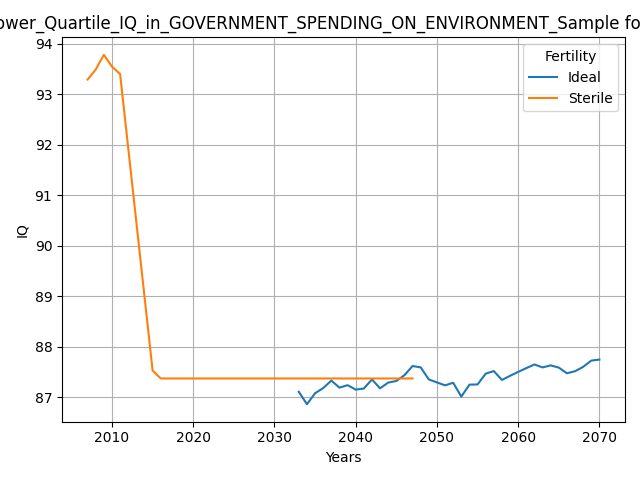 ower_Quartile_IQ_in_GOVERNMENT_SPENDING_ON_ENVIRONMENT_Sample fo
94
93
92
91
90
89
88
87
IQ
Fertility
Ideal
Sterile
2010 2020 2030 2040 2050 2060 2070
Years